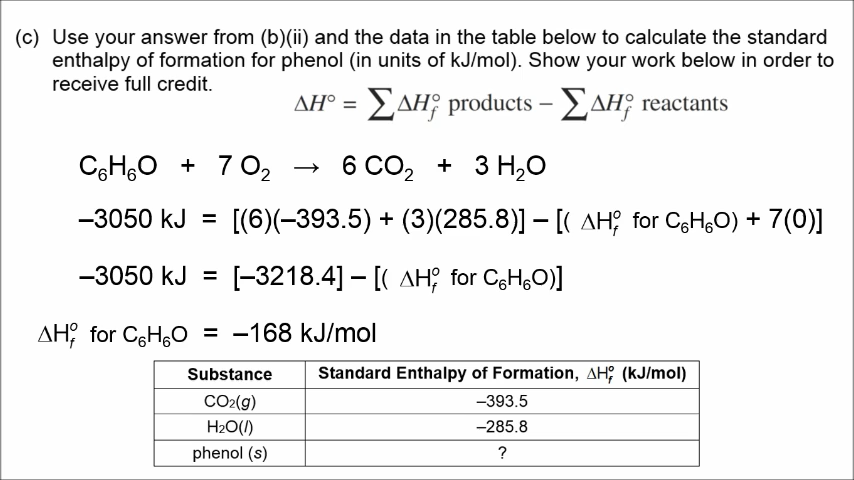 (c) Use your answer from (b)(ii) and the data in the table below to calculate the standard
enthalpy of formation for phenol (in units of kJ/mol). Show your work below in order to
receive full credit.
ΔH° = ∑ΔH°f products − ∑ΔH°f reactants
C₆H₆O + 7 O₂ → 6 CO₂ + 3 H₂O
–3050 kJ = [(6)(–393.5) + (3)(285.8)] – [( ΔH°f for C₆H₆O) + 7(0)]
–3050 kJ = [–3218.4] – [( ΔH°f for C₆H₆O)]
ΔH°f for C₆H₆O = –168 kJ/mol
Substance Standard Enthalpy of Formation, ΔH°f (kJ/mol)
CO₂(g) –393.5
H₂O(l) –285.8
phenol (s) ?